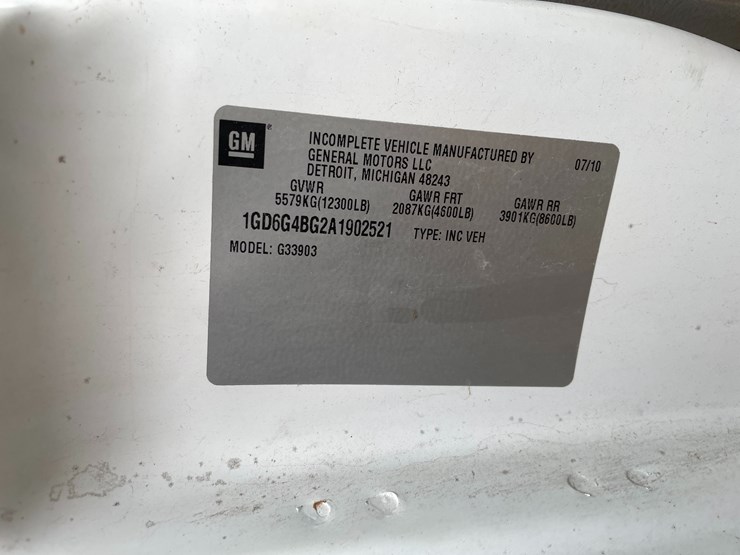 GM
INCOMPLETE VEHICLE MANUFACTURED BY 07/10
GENERAL MOTORS LLC
DETROIT, MICHIGAN 48243
GVWR GAWR FRT GAWR RR
5579KG(12300LB) 2087KG(4600LB) 3901KG(8600LB)
1GD6G4BG2A1902521 TYPE: INC VEH
MODEL: G33903